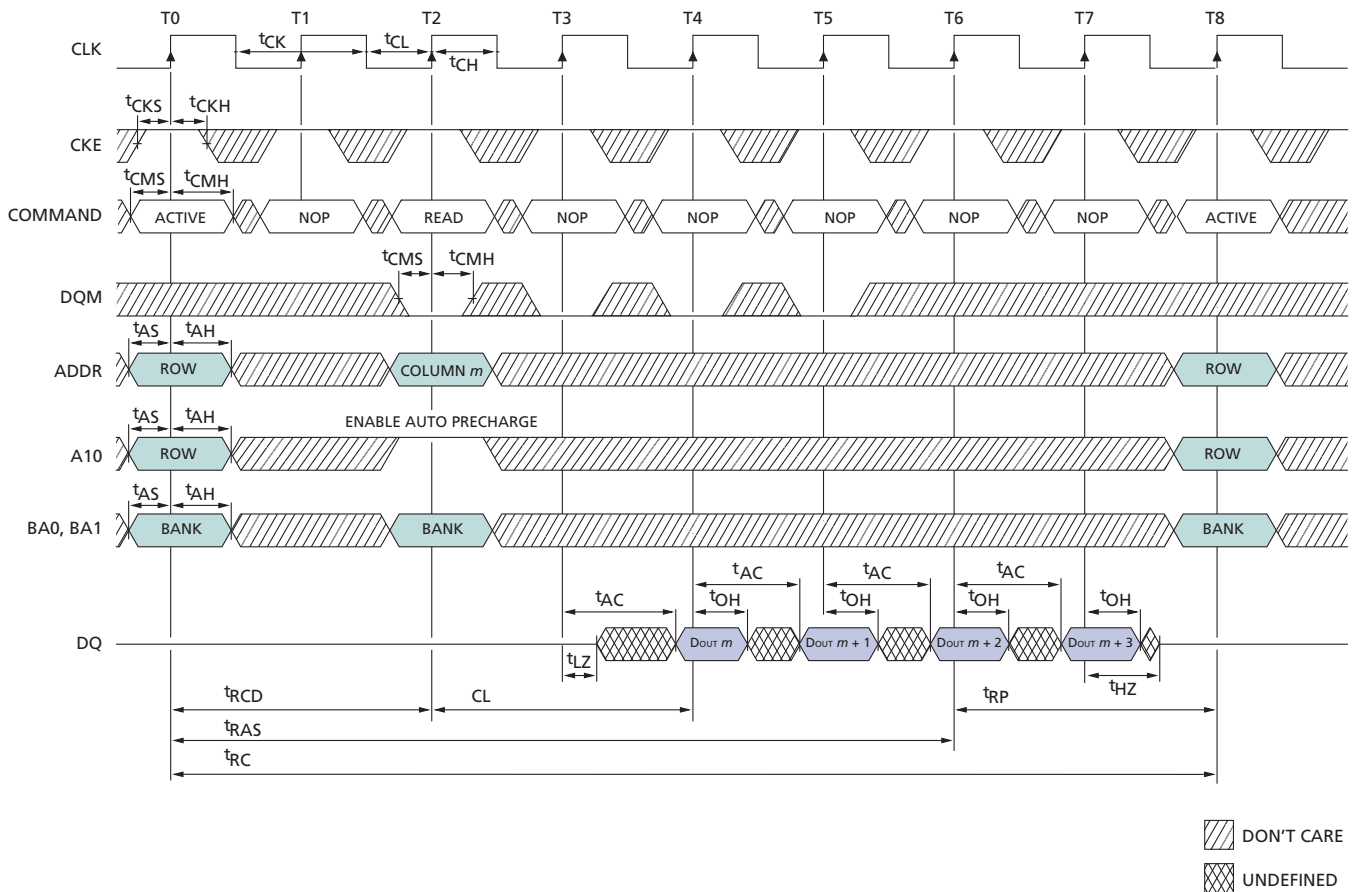 T0 T1 T2 T3 T4 T5 T6 T7 T8
CLK
tCK tCL
tCH
tCKS tCKH
CKE
tCMS tCMH
COMMAND ACTIVE NOP READ NOP NOP NOP NOP NOP ACTIVE
tCMS tCMH
DQM
tAS tAH
ADDR ROW COLUMN m ROW
tAS tAH ENABLE AUTO PRECHARGE
A10 ROW ROW
tAS tAH
BA0, BA1 BANK BANK BANK
tAC tAC tAC
tAC tOH tOH tOH tOH
DQ DOUT m DOUT m + 1 DOUT m + 2 DOUT m + 3
tLZ tHZ
tRCD CL tRP
tRAS
tRC
DON'T CARE
UNDEFINED